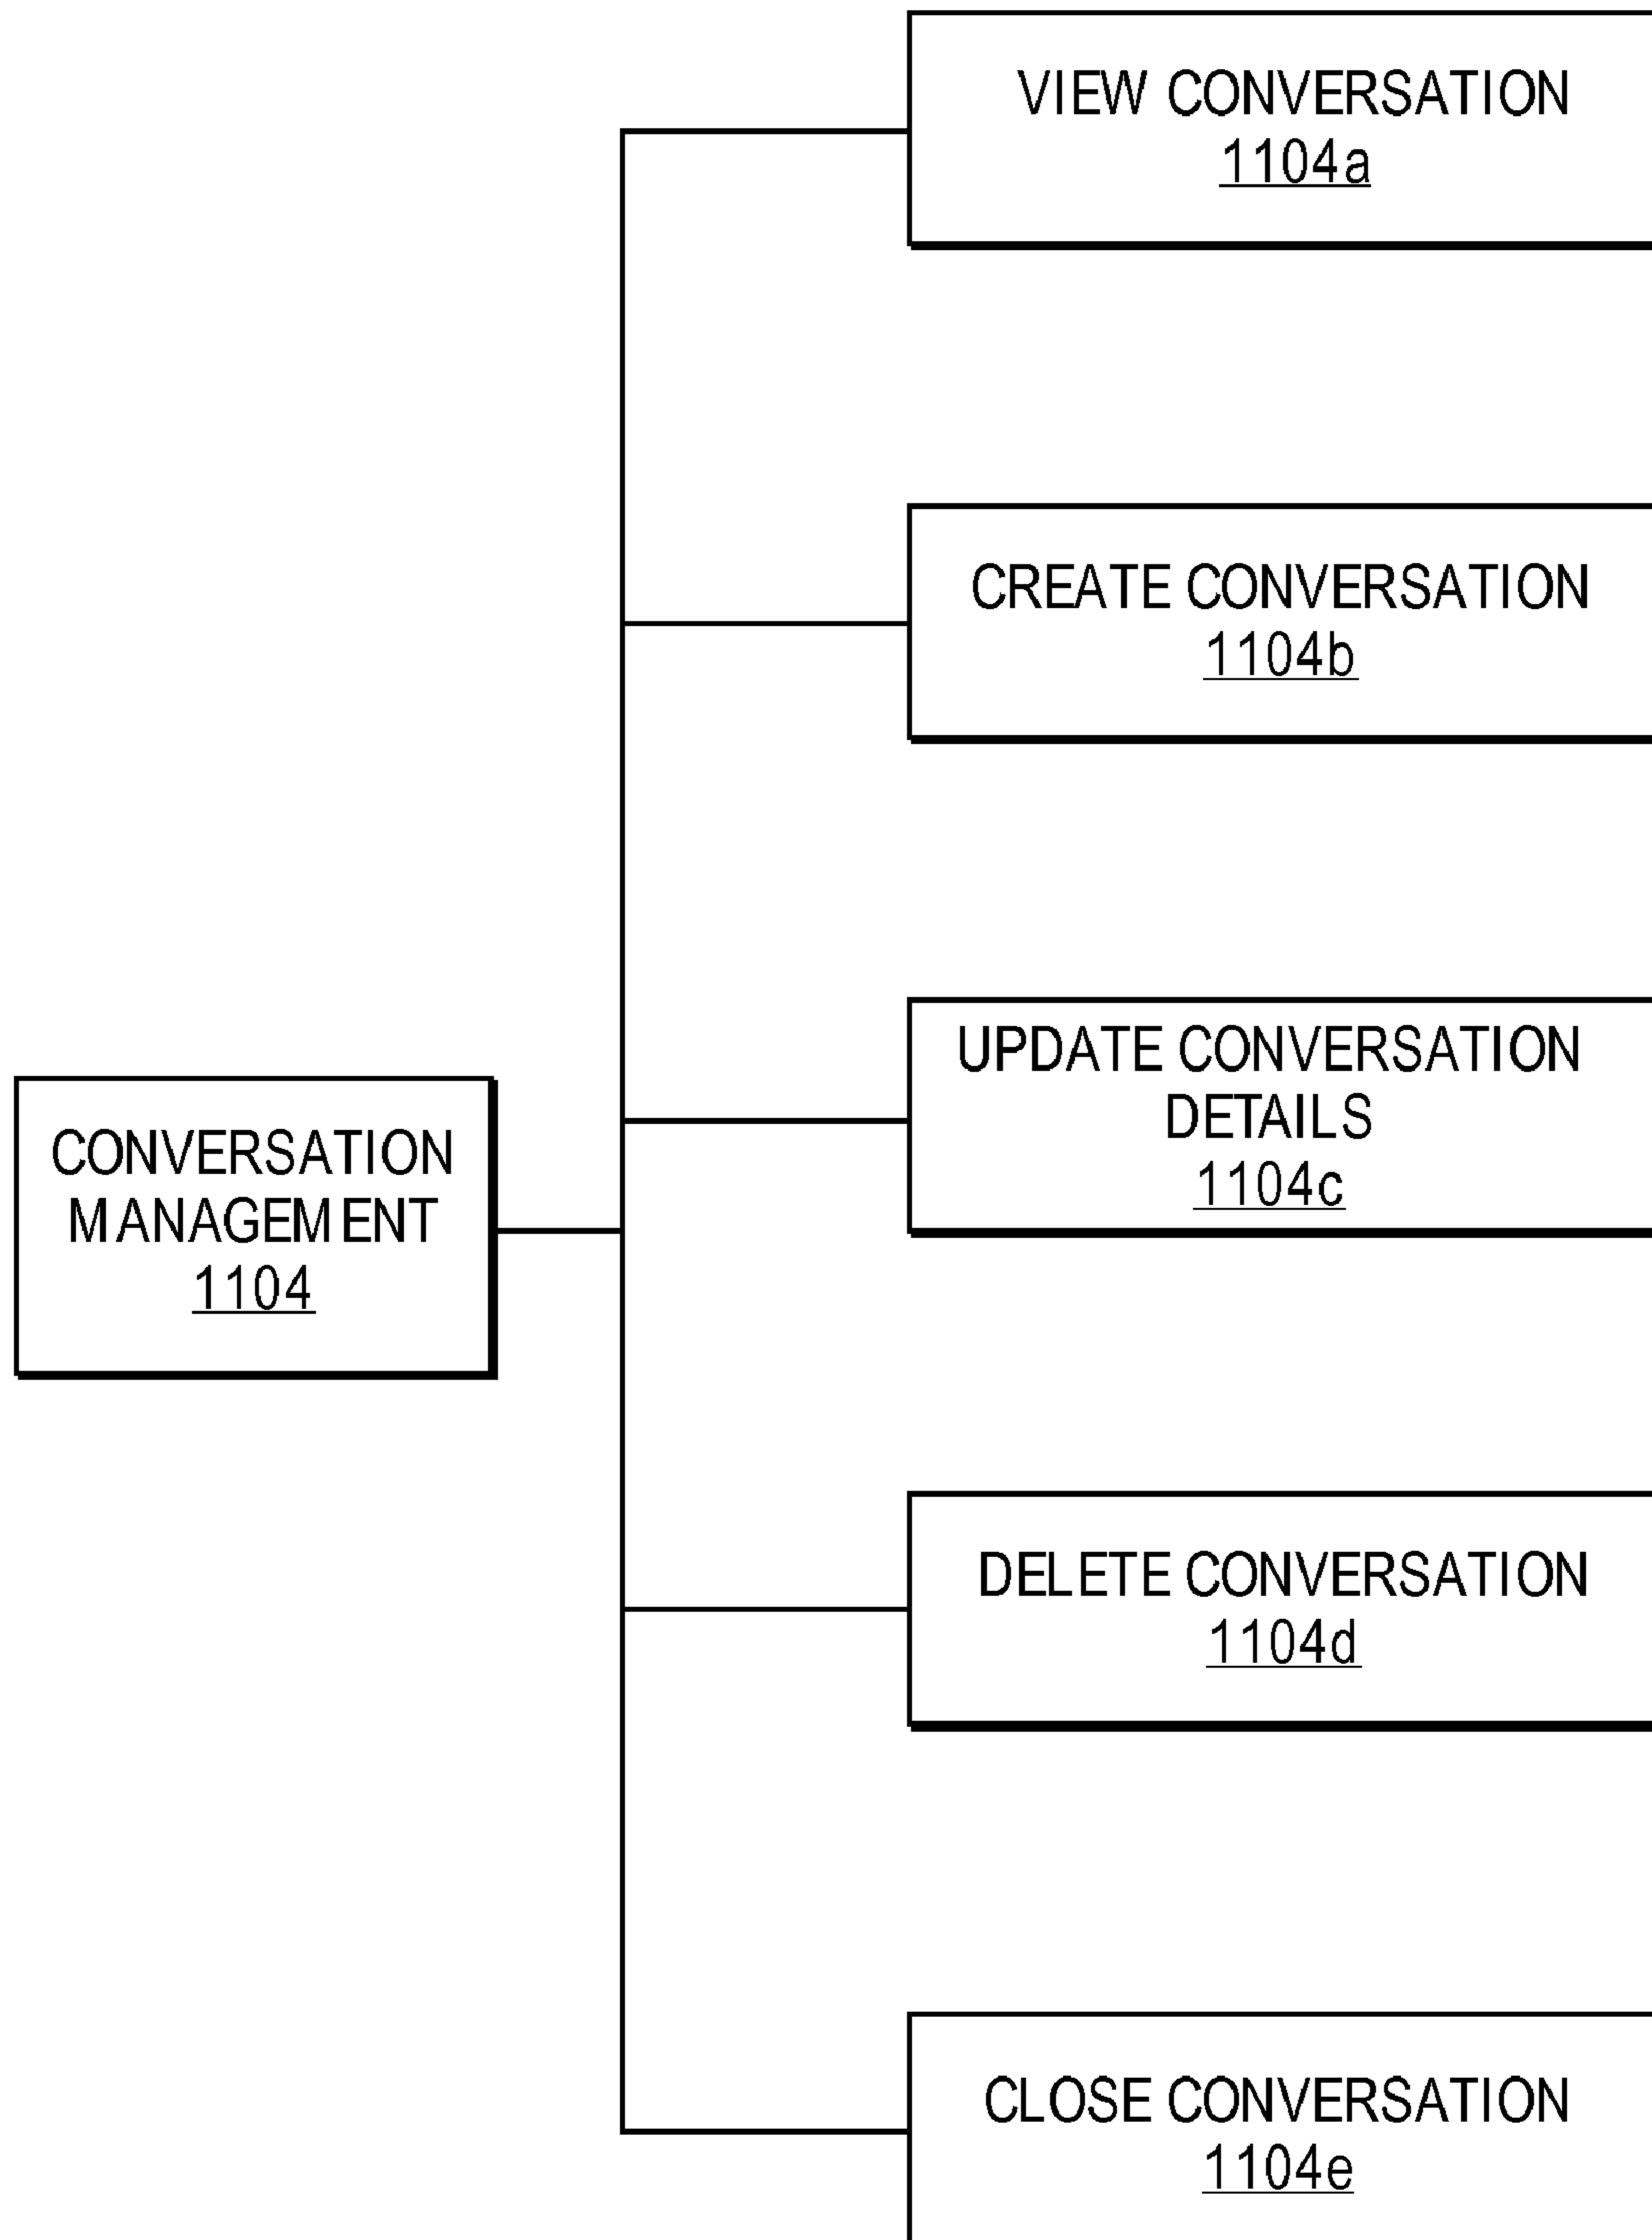 VIEW CONVERSATION
1104a
CREATE CONVERSATION
1104b
UPDATE CONVERSATION
DETAILS
1104c
CONVERSATION
MANAGEMENT
1104
DELETE CONVERSATION
1104d
CLOSE CONVERSATION
1104e